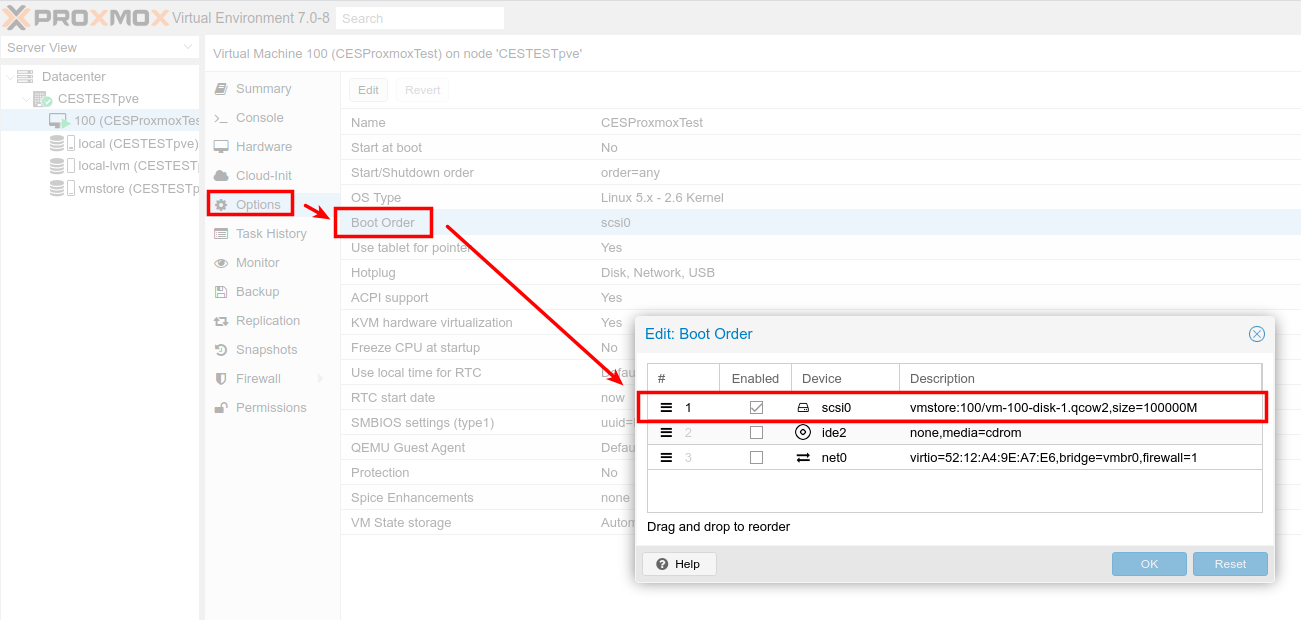 PROXMOX Virtual Environment 7.0-8 Search
Server View
Virtual Machine 100 (CESProxmoxTest) on node 'CESTESTpve'
Datacenter
CESTESTpve
100 (CESProxmoxTes
local (CESTESTpve)
local-lvm (CESTEST
vmstore (CESTESTp
Summary
Console
Hardware
Cloud-Init
Options
Task History
Monitor
Backup
Replication
Snapshots
Firewall
Permissions
Edit Revert
Name CESProxmoxTest
Start at boot No
Start/Shutdown order order=any
OS Type Linux 5.x - 2.6 Kernel
Boot Order scsi0
Use tablet for pointer Yes
Hotplug Disk, Network, USB
ACPI support Yes
KVM hardware virtualization Yes
Freeze CPU at startup No
Use local time for RTC Defau
RTC start date now
SMBIOS settings (type1) uuid=
QEMU Guest Agent Defau
Protection No
Spice Enhancements none
VM State storage Autom
Edit: Boot Order
# Enabled Device Description
1 scsi0 vmstore:100/vm-100-disk-1.qcow2,size=100000M
2 ide2 none,media=cdrom
3 net0 virtio=52:12:A4:9E:A7:E6,bridge=vmbr0,firewall=1
Drag and drop to reorder
Help OK Reset